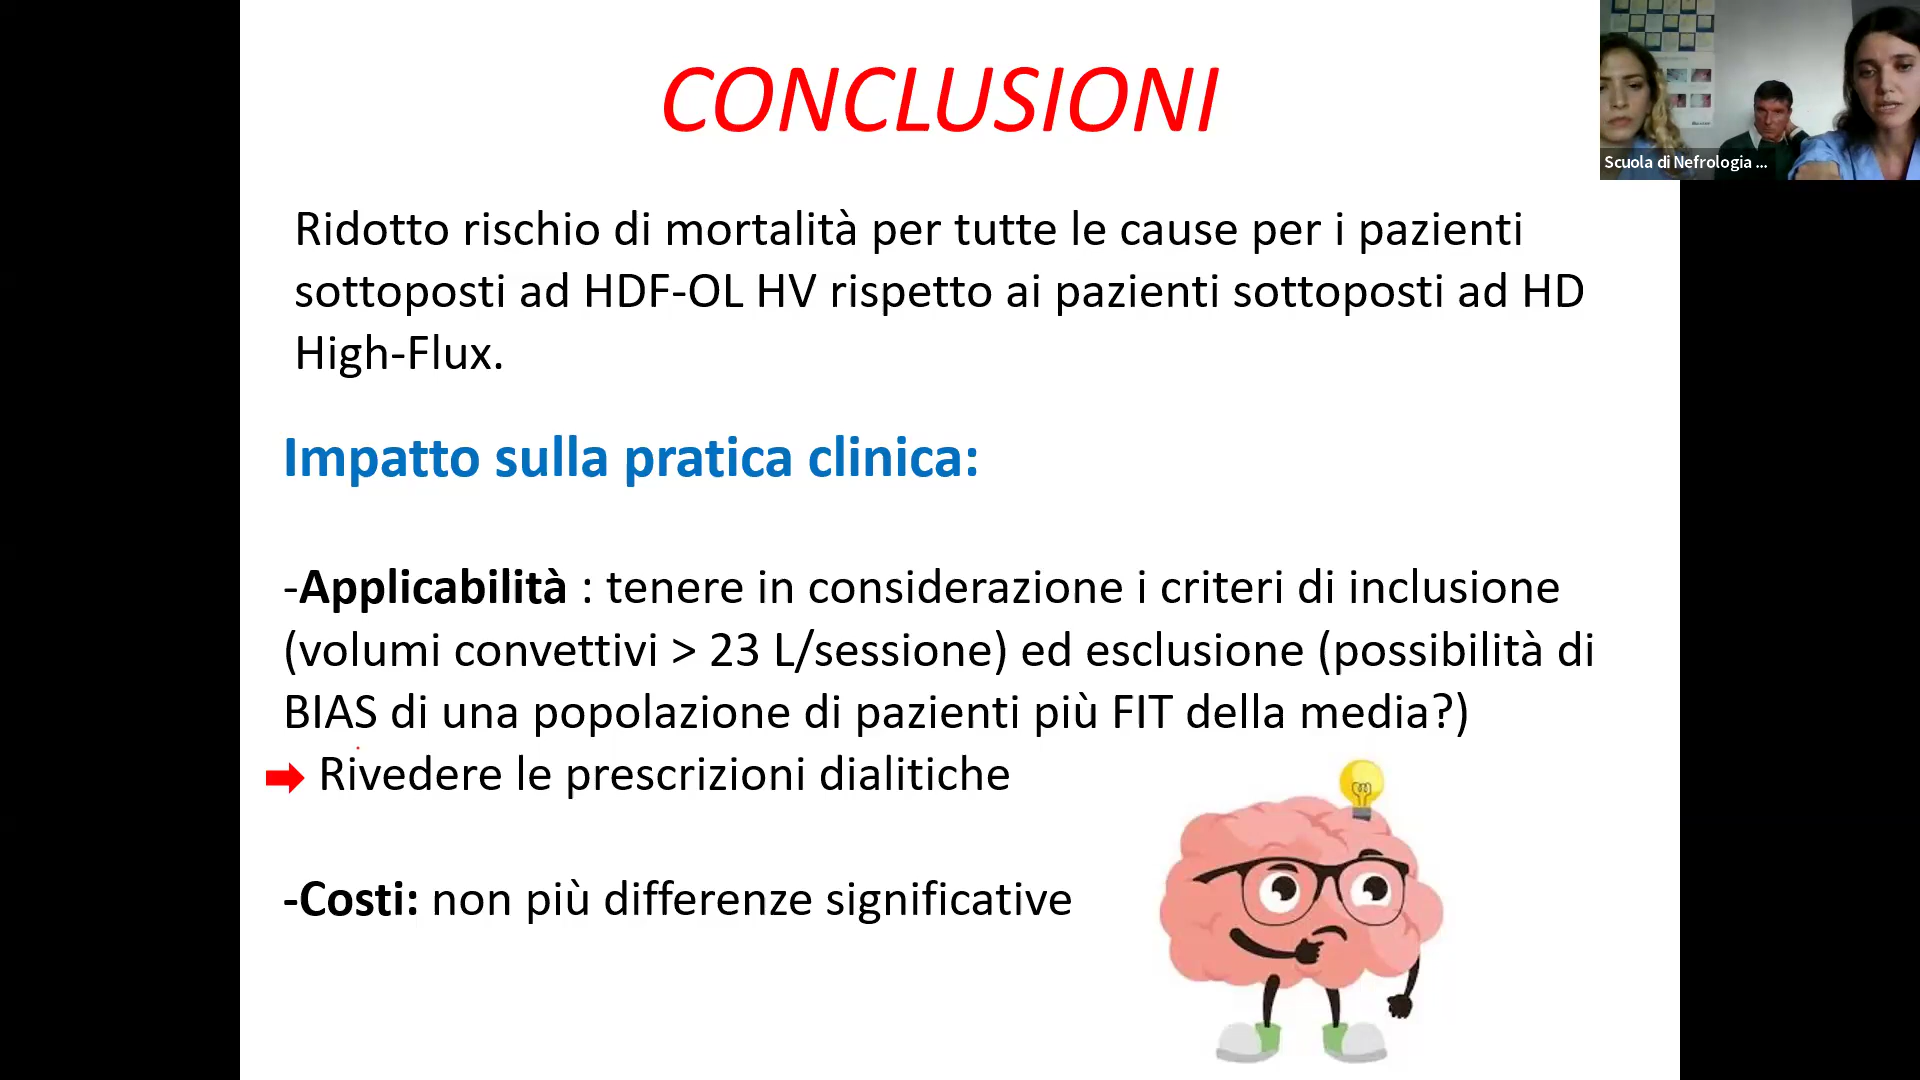 CONCLUSIONI
Scuola di Nefrologia ...
Ridotto rischio di mortalità per tutte le cause per i pazienti
sottoposti ad HDF-OL HV rispetto ai pazienti sottoposti ad HD
High-Flux.
Impatto sulla pratica clinica:
-Applicabilità : tenere in considerazione i criteri di inclusione
(volumi convettivi > 23 L/sessione) ed esclusione (possibilità di
BIAS di una popolazione di pazienti più FIT della media?)
Rivedere le prescrizioni dialitiche
-Costi: non più differenze significative